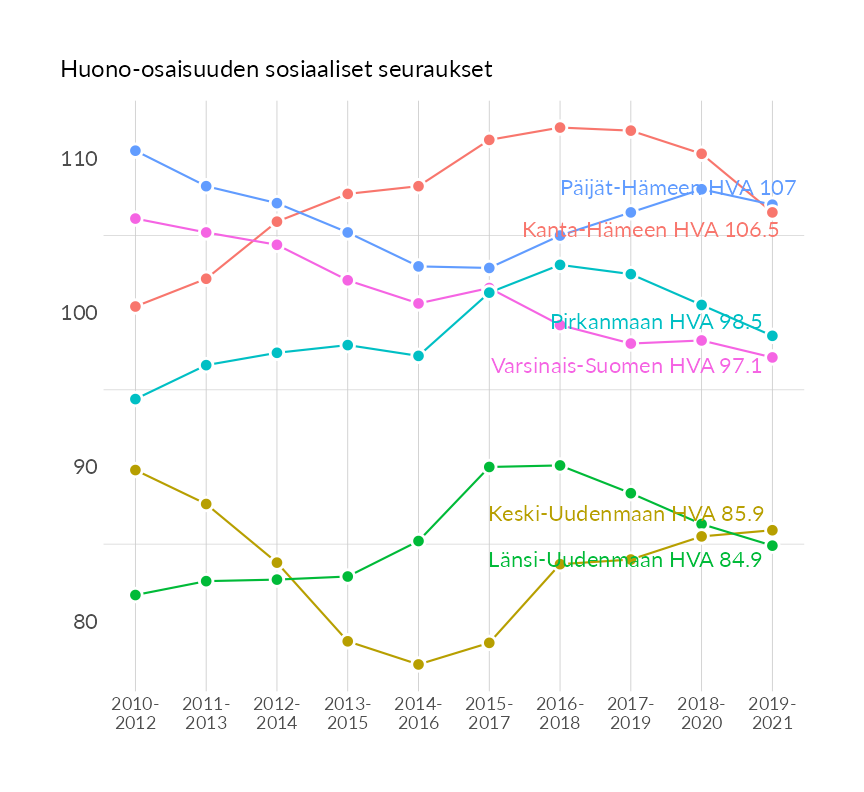 Huono-osaisuuden sosiaaliset seuraukset
110
Päijät-Hämeen HVA 107
Kanta-Hämeen HVA 106.5
100
Pirkanmaan HVA 98.5
Varsinais-Suomen HVA 97.1
90
Keski-Uudenmaan HVA 85.9
Länsi-Uudenmaan HVA 84.9
80
2010- 2011- 2012- 2013- 2014- 2015- 2016- 2017- 2018- 2019-
2012 2013 2014 2015 2016 2017 2018 2019 2020 2021